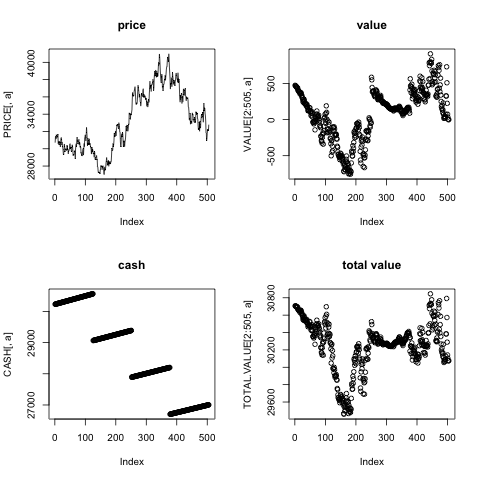 price
PRICE[, a]
28000
34000
40000
0
100
200
300
400
500
Index
value
VALUE[2:505, a]
-500
0
500
0
100
200
300
400
500
Index
cash
CASH[, a]
27000
29000
0
100
200
300
400
500
Index
total value
TOTAL.VALUE[2:505, a]
29600
30200
30800
0
100
200
300
400
500
Index